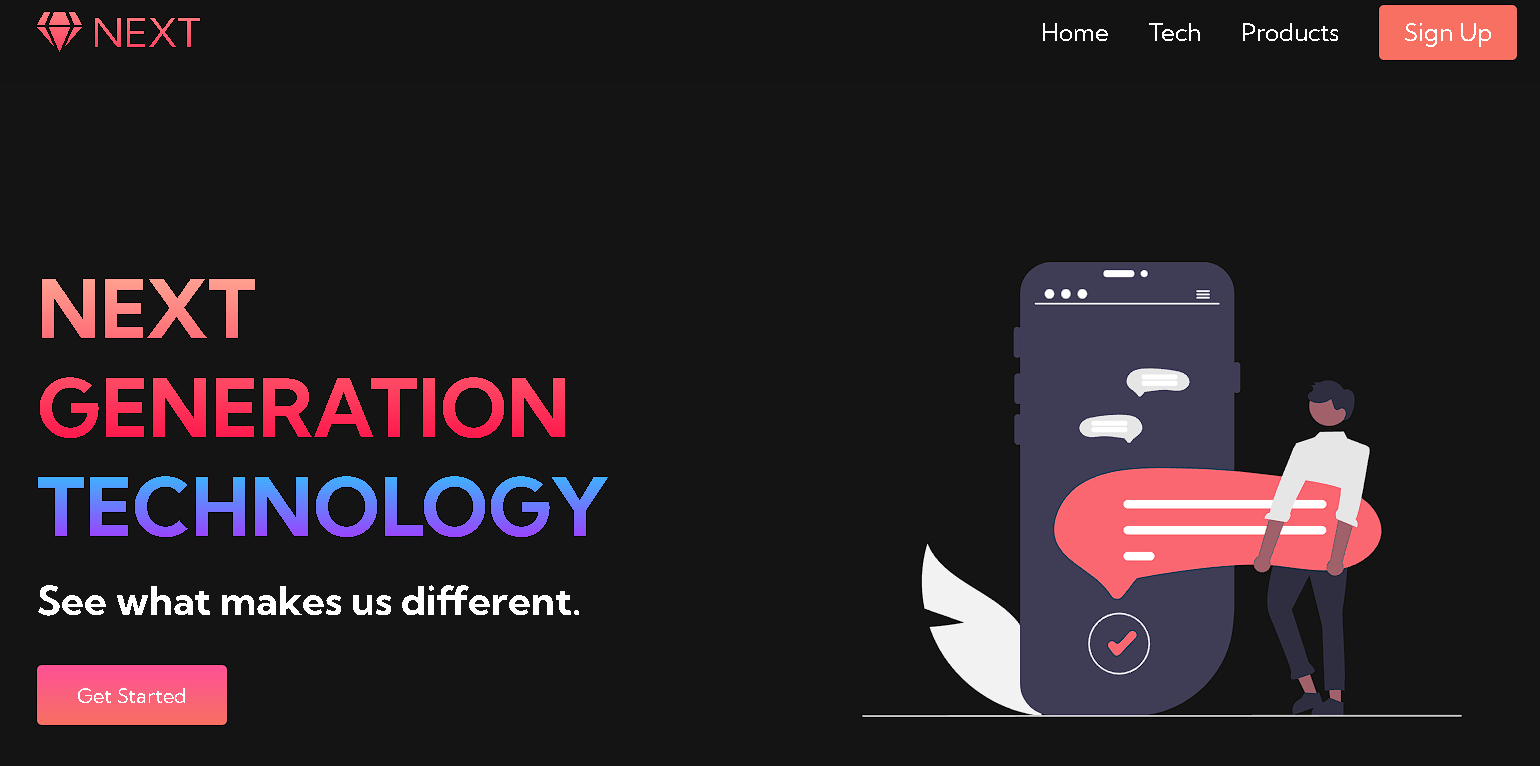 NEXT
Home
Tech
Products
Sign Up
NEXT
GENERATION
TECHNOLOGY
See what makes us different.
Get Started